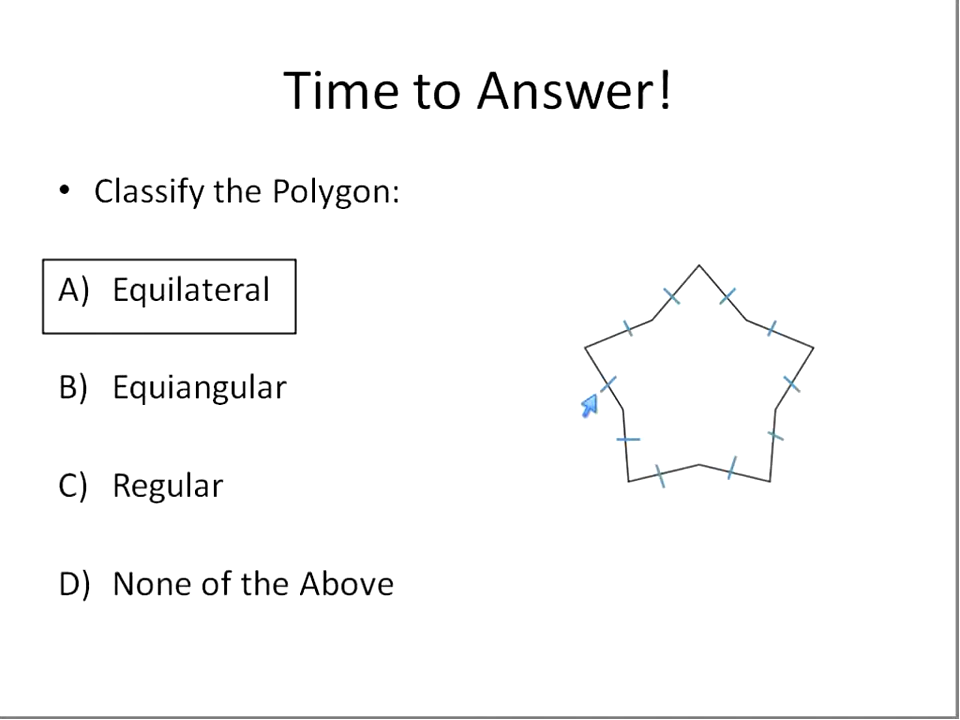 Time to Answer!
• Classify the Polygon:
A) Equilateral
B) Equiangular
C) Regular
D) None of the Above